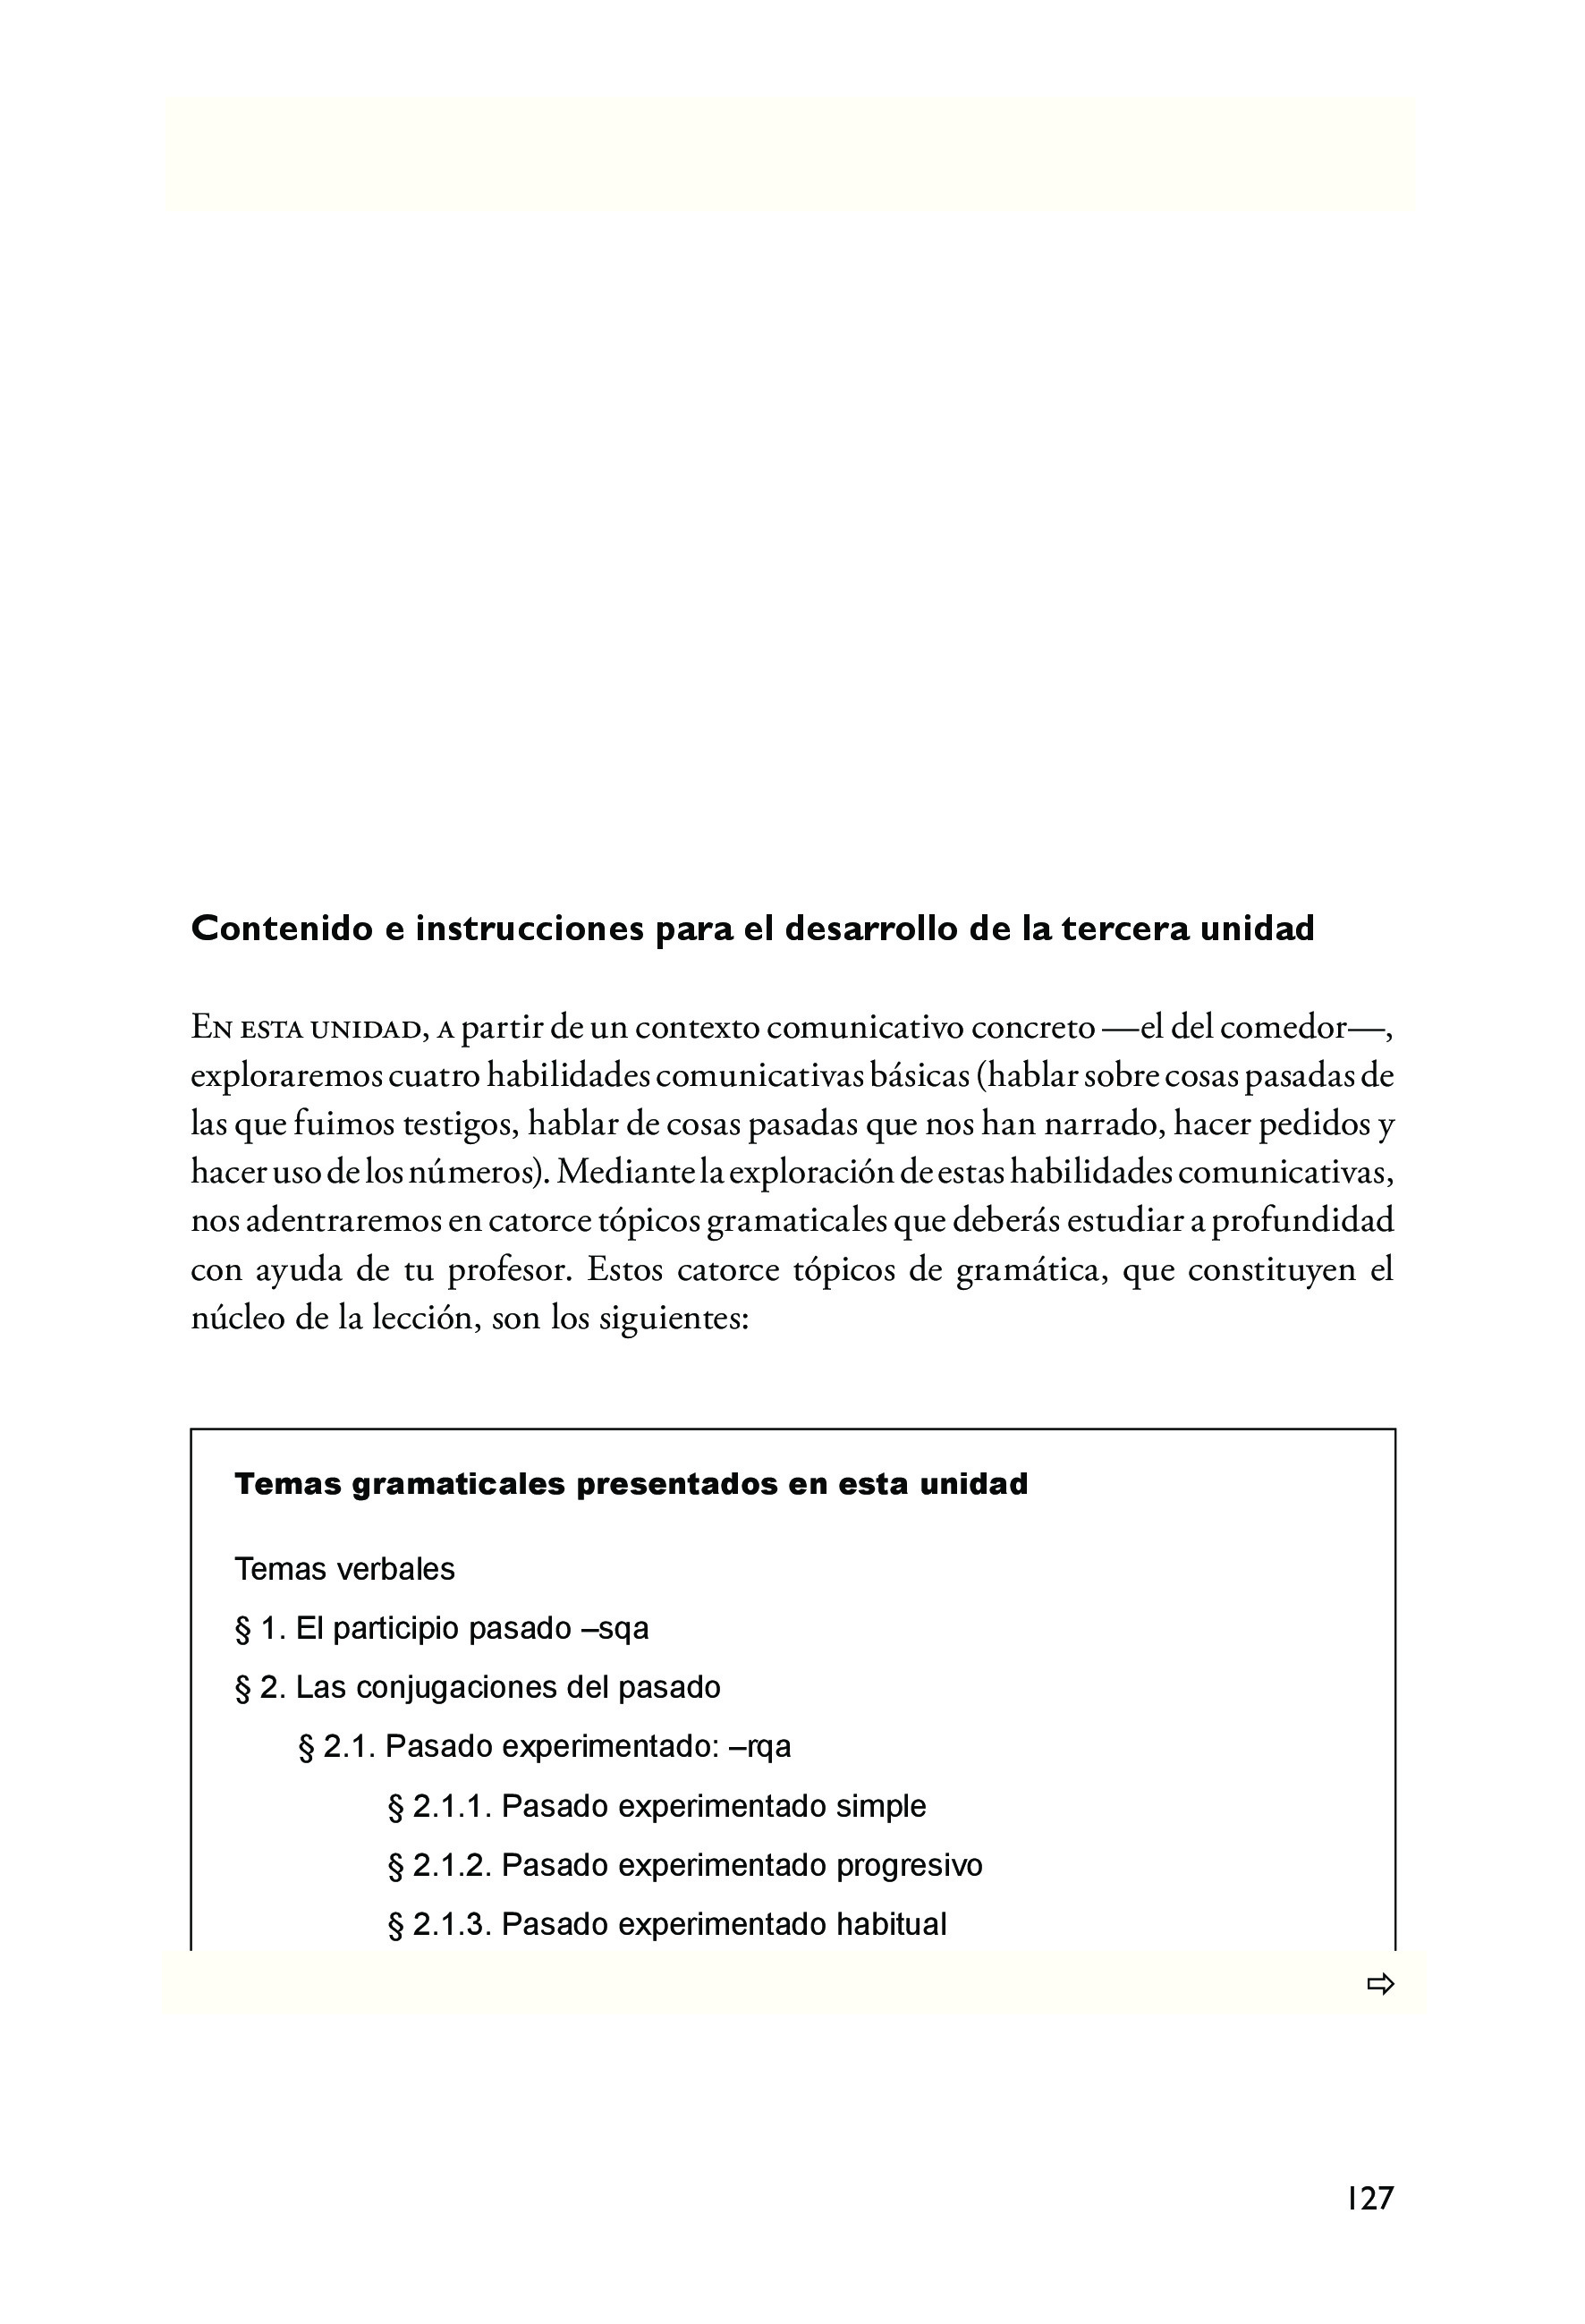 Contenido e instrucciones para el desarrollo de la tercera unidad
En esta unidad, a partir de un contexto comunicativo concreto —el del comedor—,
exploraremos cuatro habilidades comunicativas básicas (hablar sobre cosas pasadas de
las que fuimos testigos, hablar de cosas pasadas que nos han narrado, hacer pedidos y
hacer uso de los números). Mediante la exploración de estas habilidades comunicativas,
nos adentraremos en catorce tópicos gramaticales que deberás estudiar a profundidad
con ayuda de tu profesor. Estos catorce tópicos de gramática, que constituyen el
núcleo de la lección, son los siguientes:
Temas gramaticales presentados en esta unidad
Temas verbales
§ 1. El participio pasado –sqa
§ 2. Las conjugaciones del pasado
§ 2.1. Pasado experimentado: –rqa
§ 2.1.1. Pasado experimentado simple
§ 2.1.2. Pasado experimentado progresivo
§ 2.1.3. Pasado experimentado habitual
⇨
127